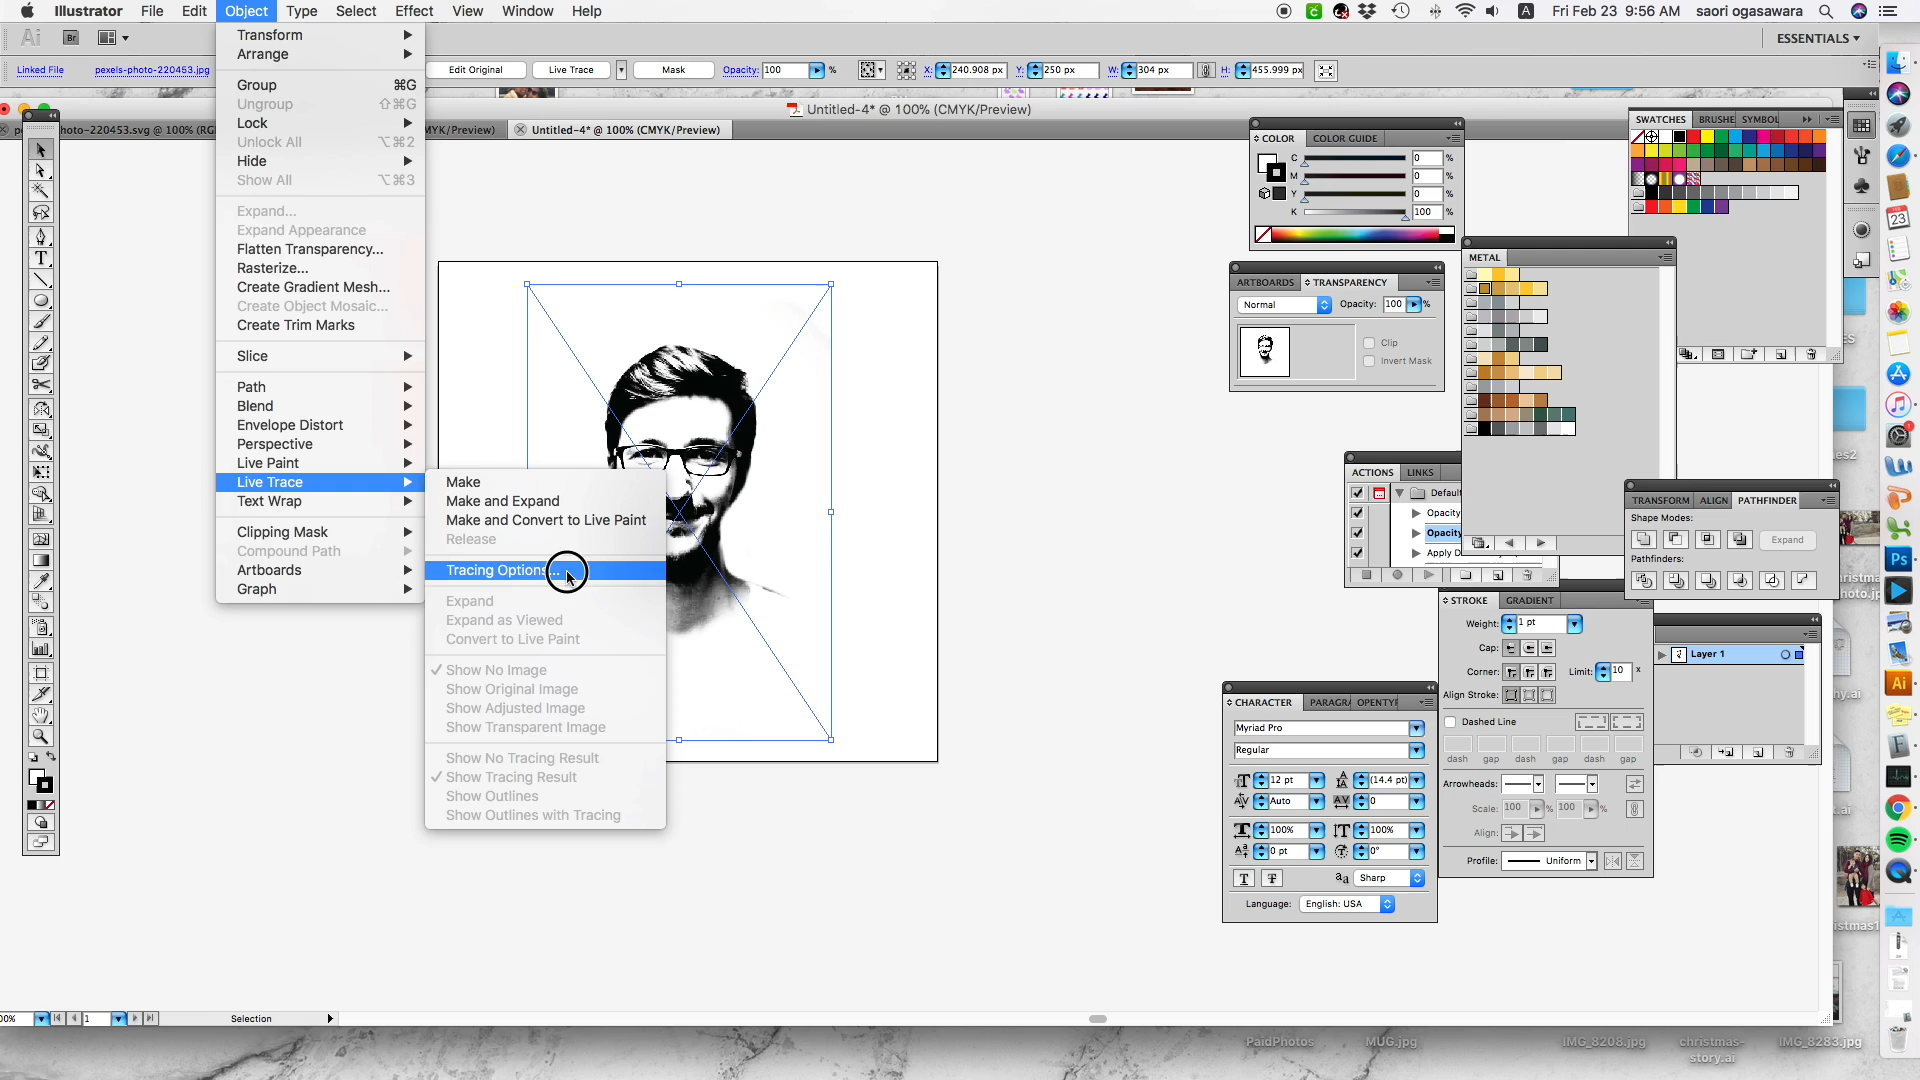 Illustrator File Edit Object Type Select Effect View Window Help
A Fri Feb 23 9:56 AM saori ogasawara
Ai Br ESSENTIALS
Linked File pexels-photo-220453.jpg Edit Original Live Trace Mask Opacity: 100 % X: 240.908 px Y: 250 px W: 304 px H: 455.999 px
Untitled-4* @ 100% (CMYK/Preview)
hoto-220453.svg @ 100% (RG MYK/Preview) Untitled-4* @ 100% (CMYK/Preview)
Transform
Arrange
Group ⌘G
Ungroup ⇧⌘G
Lock
Unlock All ⌥⌘2
Hide
Show All ⌥⌘3
Expand...
Expand Appearance
Flatten Transparency...
Rasterize...
Create Gradient Mesh...
Create Object Mosaic...
Create Trim Marks
Slice
Path
Blend
Envelope Distort
Perspective
Live Paint
Live Trace
Text Wrap
Clipping Mask
Compound Path
Artboards
Graph
Make
Make and Expand
Make and Convert to Live Paint
Release
Tracing Options...
Expand
Expand as Viewed
Convert to Live Paint
✓ Show No Image
Show Original Image
Show Adjusted Image
Show Transparent Image
Show No Tracing Result
✓ Show Tracing Result
Show Outlines
Show Outlines with Tracing
COLOR COLOR GUIDE
C 0 %
M 0 %
Y 0 %
K 100 %
SWATCHES BRUSHE SYMBOL
METAL
ARTBOARDS TRANSPARENCY
Normal Opacity: 100 %
Clip
Invert Mask
ACTIONS LINKS
Defaul
Opacity
Opacity
Apply D
TRANSFORM ALIGN PATHFINDER
Shape Modes:
Expand
Pathfinders:
STROKE GRADIENT
Weight: 1 pt
Cap:
Corner: Limit: 10 x
Align Stroke:
Dashed Line
dash gap dash gap dash gap
Arrowheads:
Scale: 100 % 100 %
Align:
Profile: Uniform
Layer 1
CHARACTER PARAGRA OPENTY
Myriad Pro
Regular
12 pt (14.4 pt)
Auto 0
100% 100%
0 pt 0°
T T aa Sharp
Language: English: USA
00% 1 Selection
PaidPhotos MUG.jpg IMG_8208.jpg christmas-story.ai IMG_8283.jpg
FEB
23
1
Ps
Ai